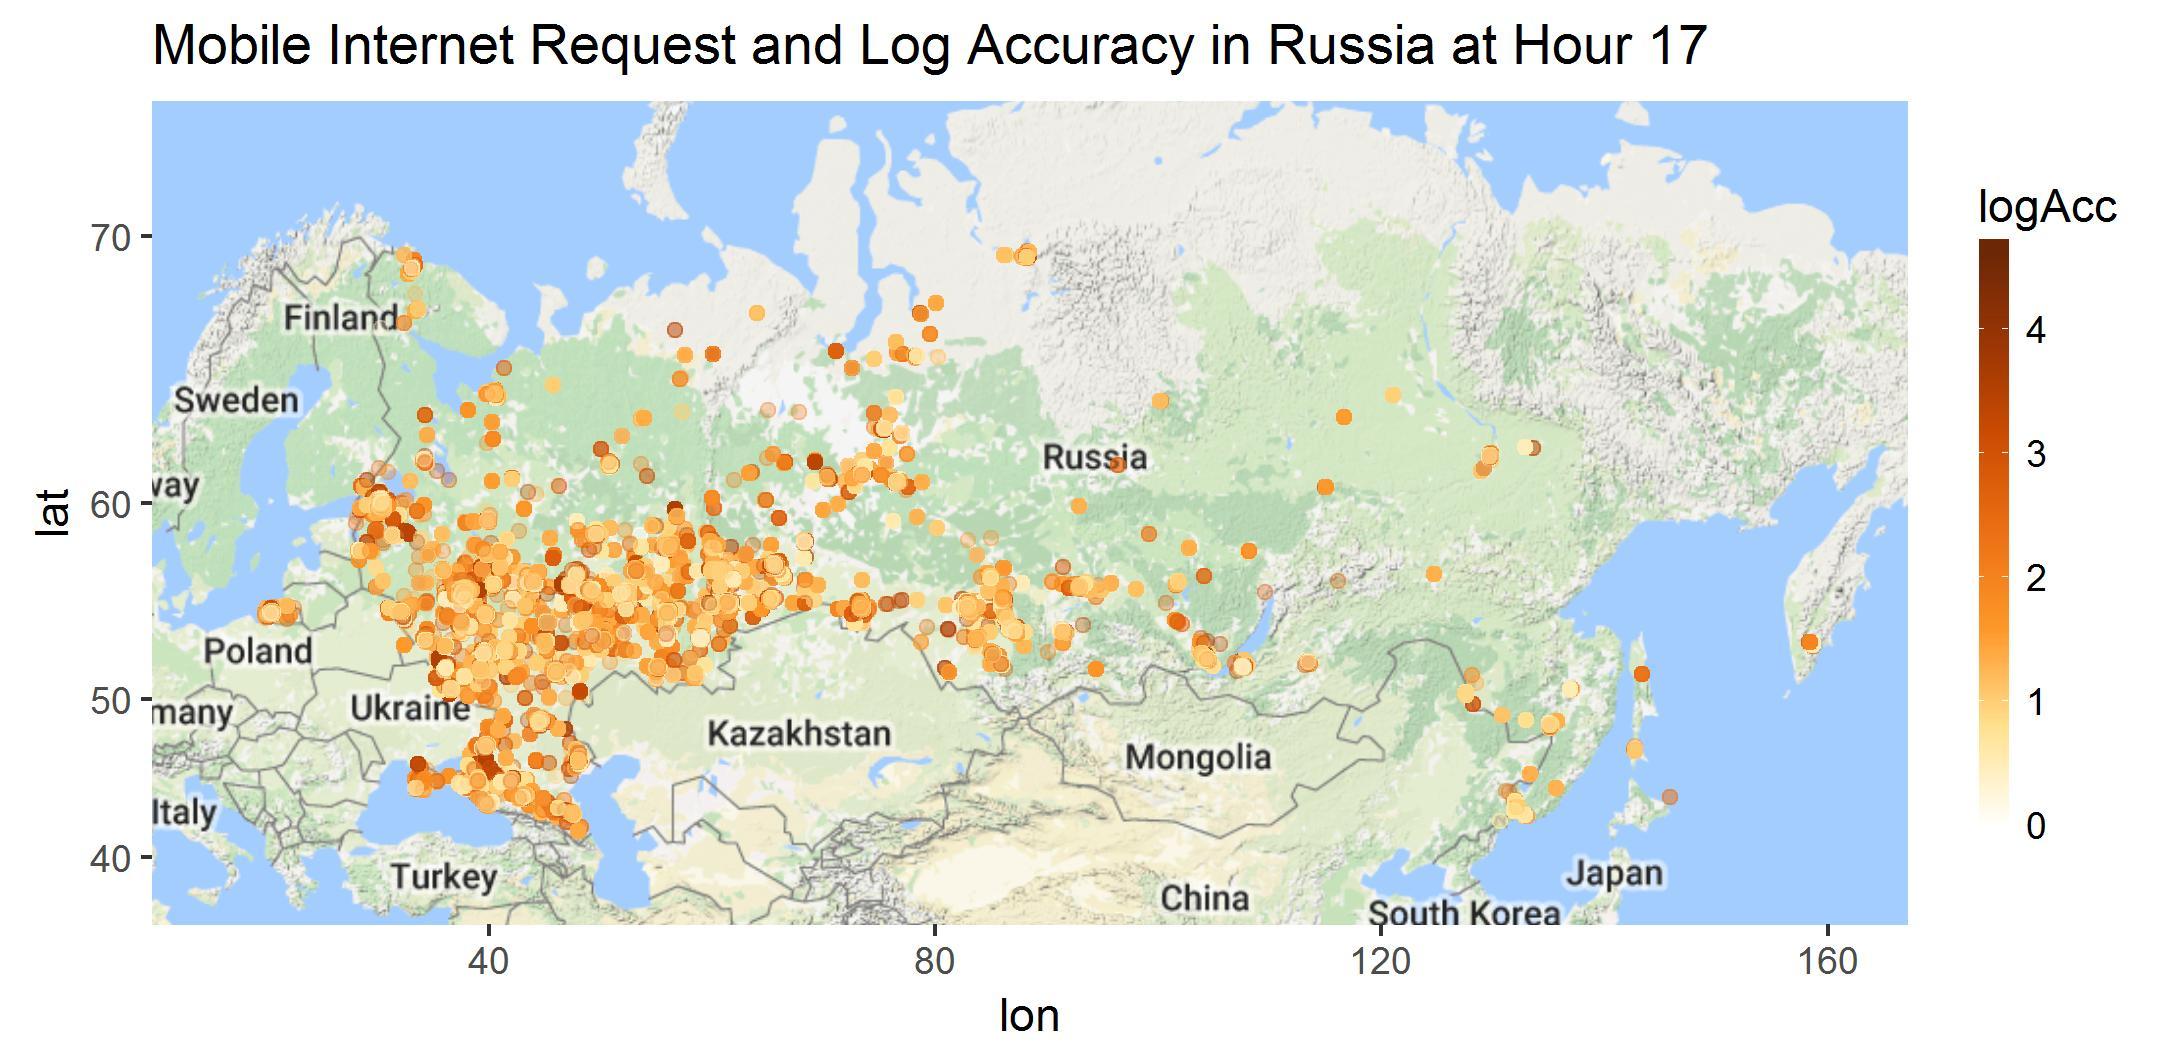 Mobile Internet Request and Log Accuracy in Russia at Hour 17
logAcc
70
Finland
4
Sweden
Russia
3
way
60
lat
2
Poland
50
many
Ukraine
1
Kazakhstan
Mongolia
Italy
0
40
Turkey
Japan
China
South Korea
40
80
120
160
lon